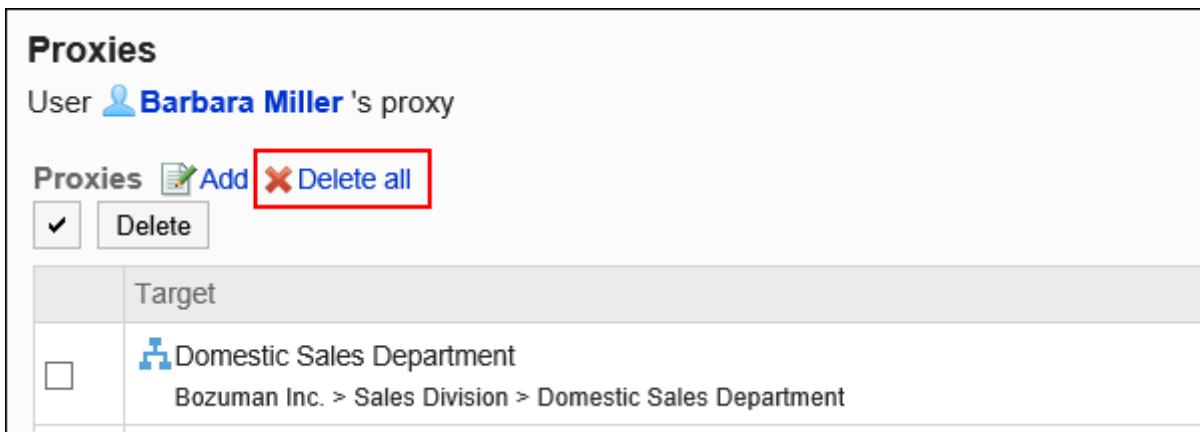 Proxies
User Barbara Miller 's proxy
Proxies Add Delete all
Delete
Target
Domestic Sales Department
Bozuman Inc. > Sales Division > Domestic Sales Department